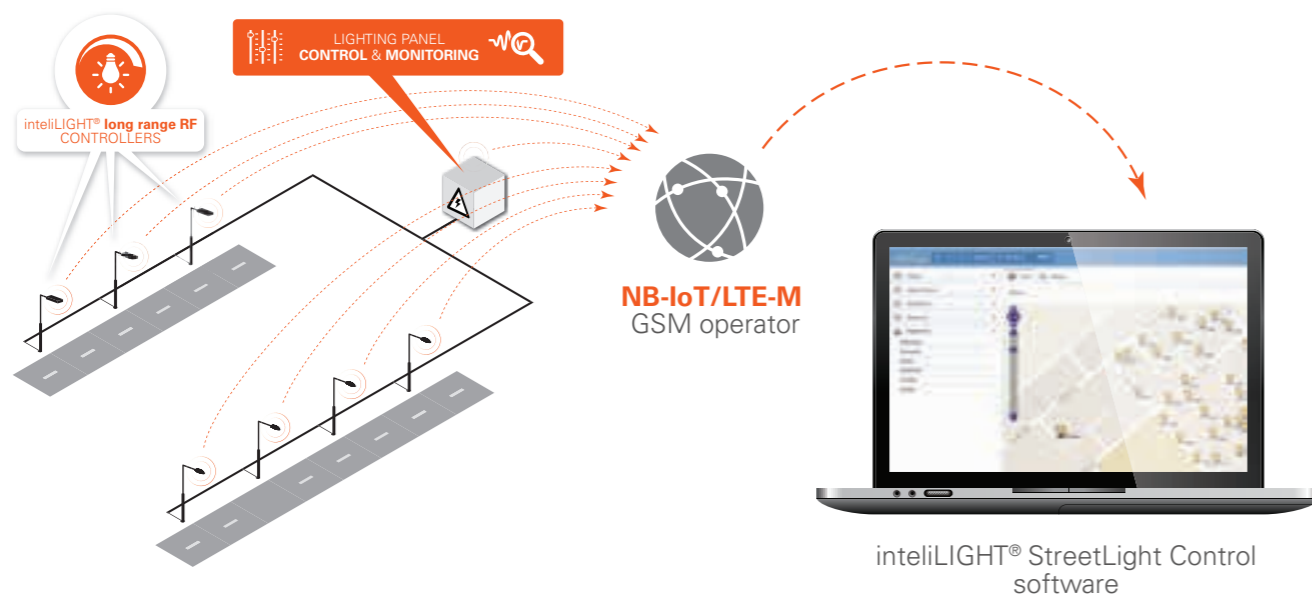 LIGHTING PANEL
CONTROL & MONITORING
inteliLIGHT® long range RF
CONTROLLERS
NB-IoT/LTE-M
GSM operator
inteliLIGHT® StreetLight Control
software